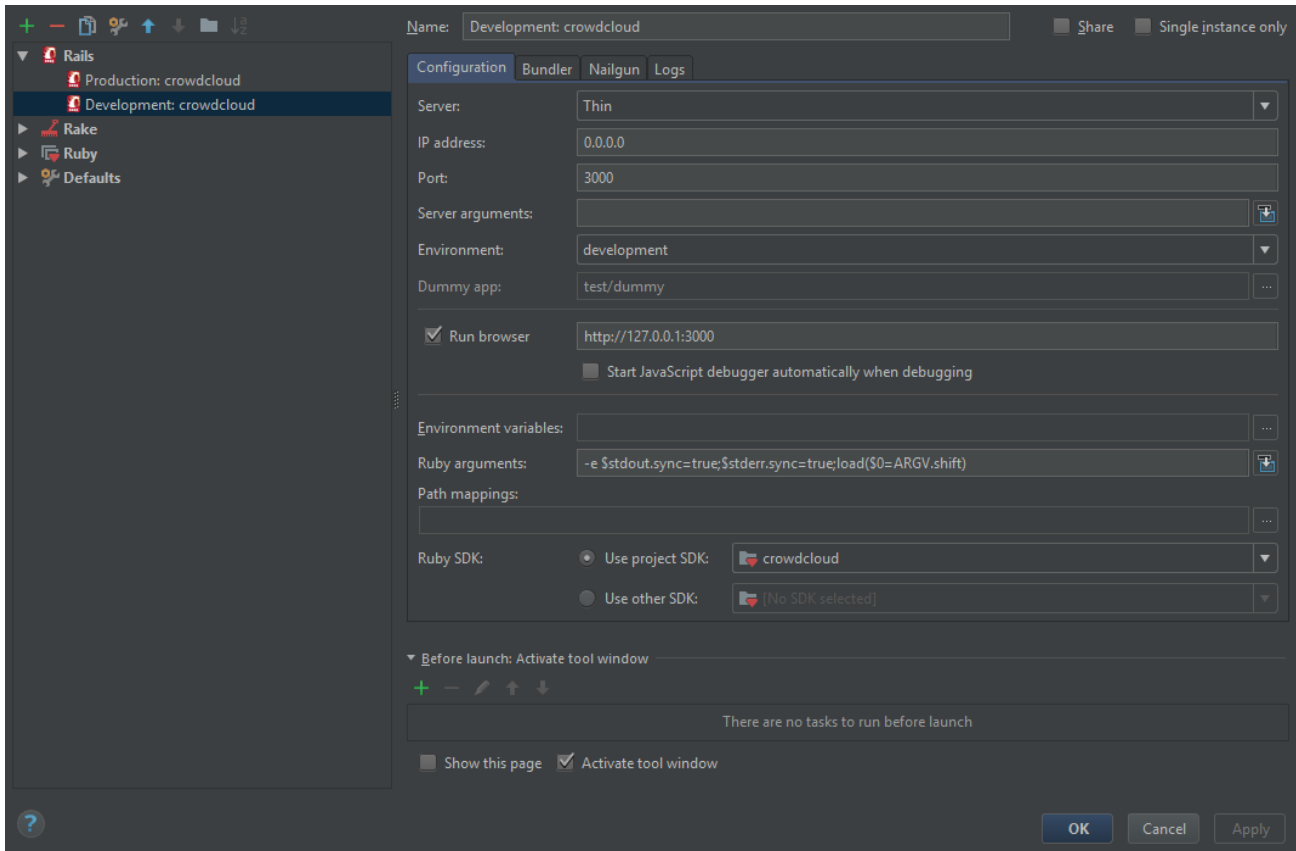 Name: Development: crowdcloud Share Single instance only
Rails
Production: crowdcloud
Development: crowdcloud
Rake
Ruby
Defaults
Configuration Bundler Nailgun Logs
Server: Thin
IP address: 0.0.0.0
Port: 3000
Server arguments:
Environment: development
Dummy app: test/dummy ...
Run browser http://127.0.0.1:3000
Start JavaScript debugger automatically when debugging
Environment variables: ...
Ruby arguments: -e $stdout.sync=true;$stderr.sync=true;load($0=ARGV.shift)
Path mappings:
...
Ruby SDK: Use project SDK: crowdcloud
Use other SDK: [No SDK selected]
Before launch: Activate tool window
There are no tasks to run before launch
Show this page Activate tool window
? OK Cancel Apply